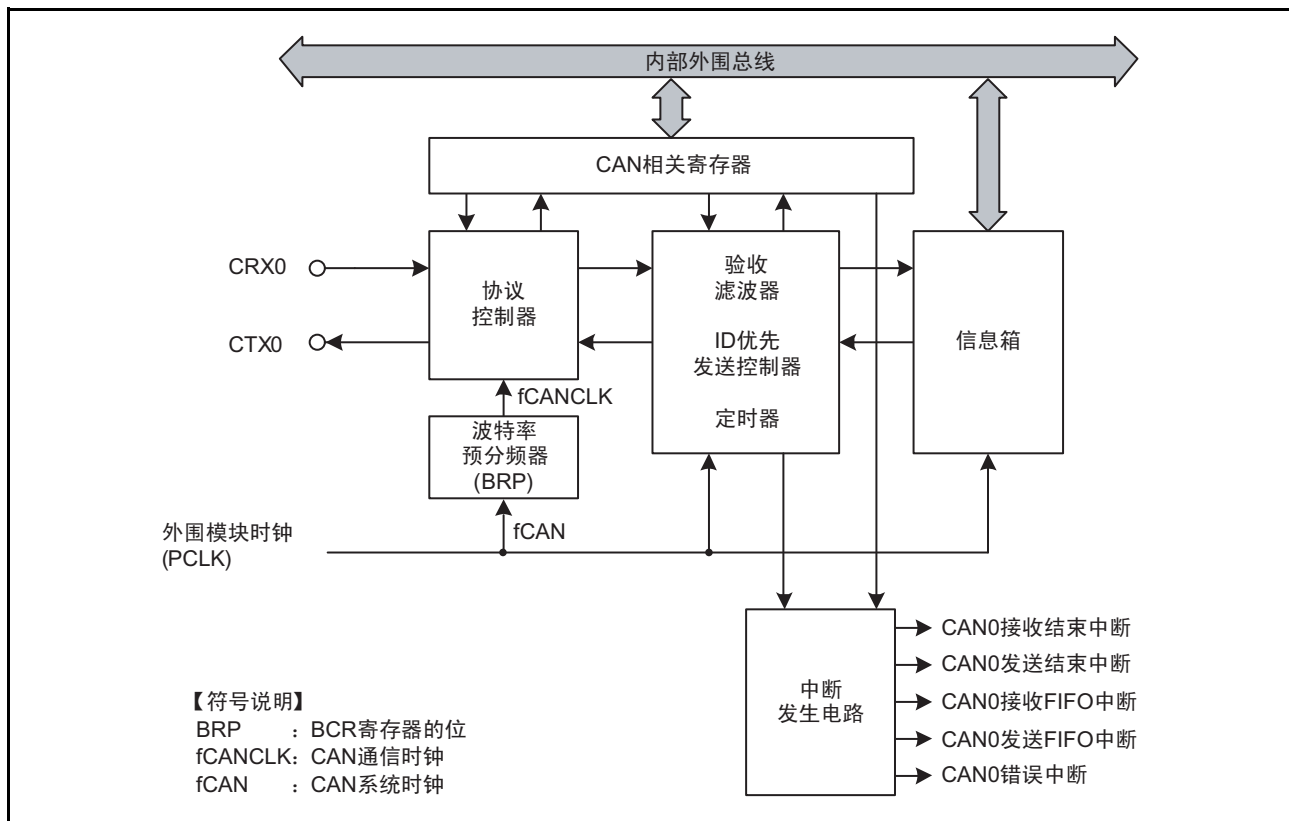 内部外围总线
CAN相关寄存器
CRX0
CTX0
协议
控制器
验收
滤波器
ID优先
发送控制器
定时器
信息箱
fCANCLK
波特率
预分频器
(BRP)
外围模块时钟
(PCLK)
fCAN
中断
发生电路
CAN0接收结束中断
CAN0发送结束中断
CAN0接收FIFO中断
CAN0发送FIFO中断
CAN0错误中断
【符号说明】
BRP : BCR寄存器的位
fCANCLK: CAN通信时钟
fCAN : CAN系统时钟